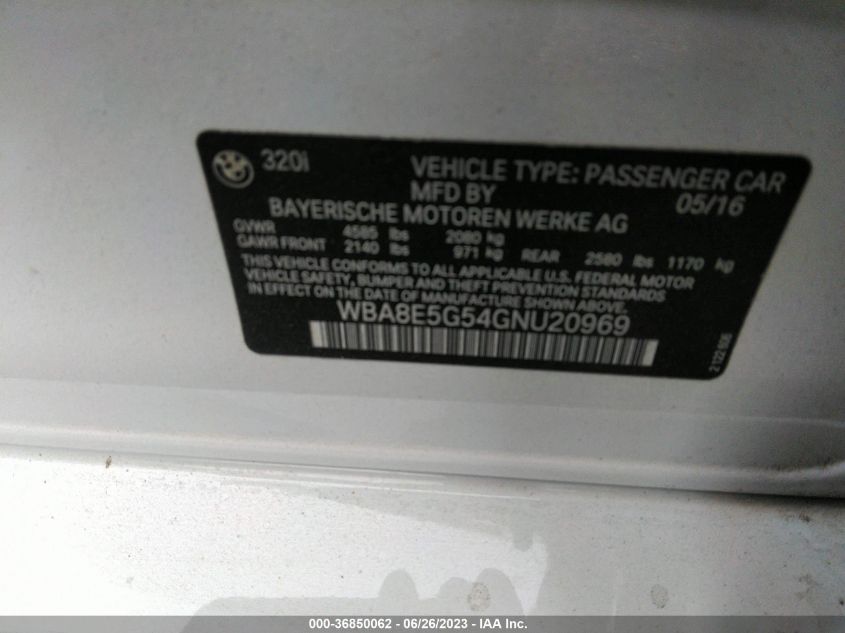 320i VEHICLE TYPE: PASSENGER CAR
MFD BY 05/16
BAYERISCHE MOTOREN WERKE AG
GVWR 4585 lbs 2080 kg
GAWR FRONT 2140 lbs 971 kg REAR 2580 lbs 1170 kg
THIS VEHICLE CONFORMS TO ALL APPLICABLE U.S. FEDERAL MOTOR
VEHICLE SAFETY, BUMPER AND THEFT PREVENTION STANDARDS
IN EFFECT ON THE DATE OF MANUFACTURE SHOWN ABOVE.
WBA8E5G54GNU20969
000-36850062 - 06/26/2023 - IAA Inc.